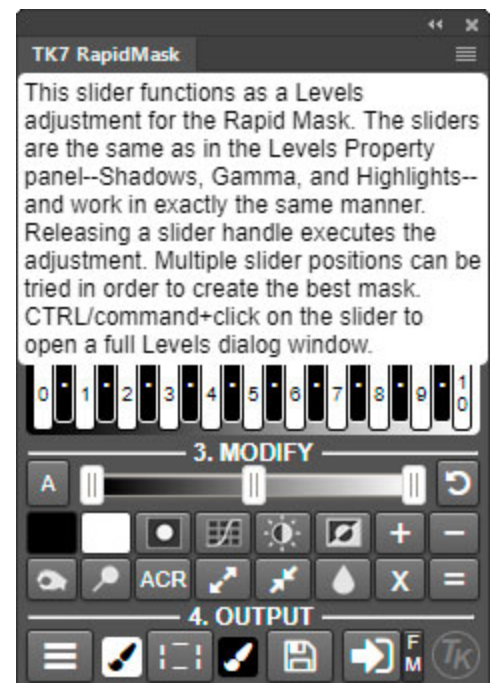 TK7 RapidMask
This slider functions as a Levels
adjustment for the Rapid Mask. The sliders
are the same as in the Levels Property
panel--Shadows, Gamma, and Highlights--
and work in exactly the same manner.
Releasing a slider handle executes the
adjustment. Multiple slider positions can be
tried in order to create the best mask.
CTRL/command+click on the slider to
open a full Levels dialog window.
0 1 2 3 4 5 6 7 8 9 10
3. MODIFY
A
+ −
ACR X =
4. OUTPUT
FM TK